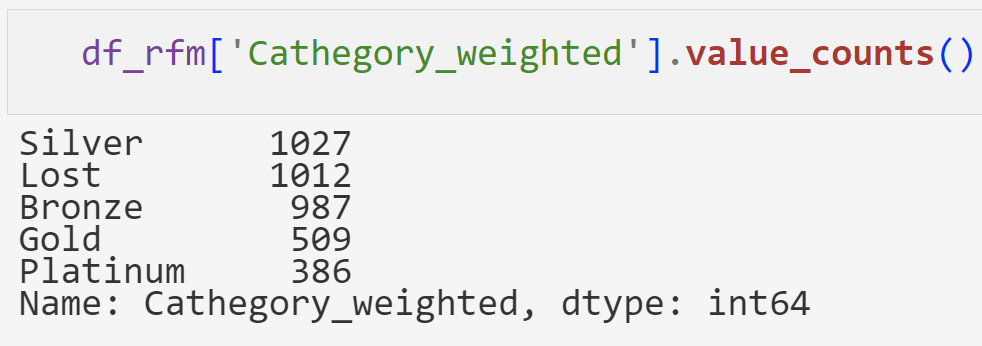 df_rfm['Cathegory_weighted'].value_counts()
Silver 1027
Lost 1012
Bronze 987
Gold 509
Platinum 386
Name: Cathegory_weighted, dtype: int64